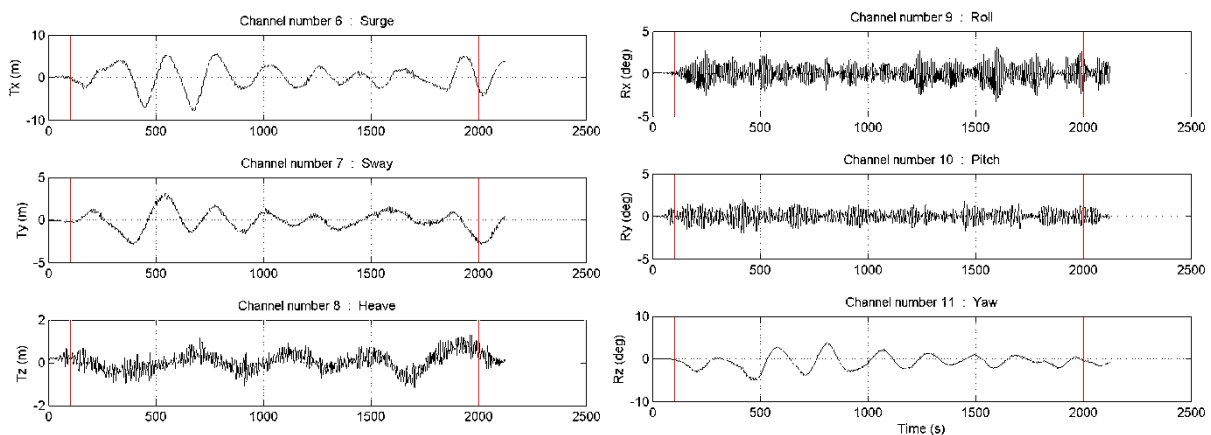 Channel number 6 : Surge
Tx (m)
10
0
-10
0 500 1000 1500 2000 2500
Channel number 7 : Sway
Ty (m)
5
0
-5
0 500 1000 1500 2000 2500
Channel number 8 : Heave
Tz (m)
2
0
-2
0 500 1000 1500 2000 2500
Channel number 9 : Roll
Rx (deg)
5
0
-5
0 500 1000 1500 2000 2500
Channel number 10 : Pitch
Ry (deg)
5
0
-5
0 500 1000 1500 2000 2500
Channel number 11 : Yaw
Rz (deg)
10
0
-10
0 500 1000 1500 2000 2500
Time (s)